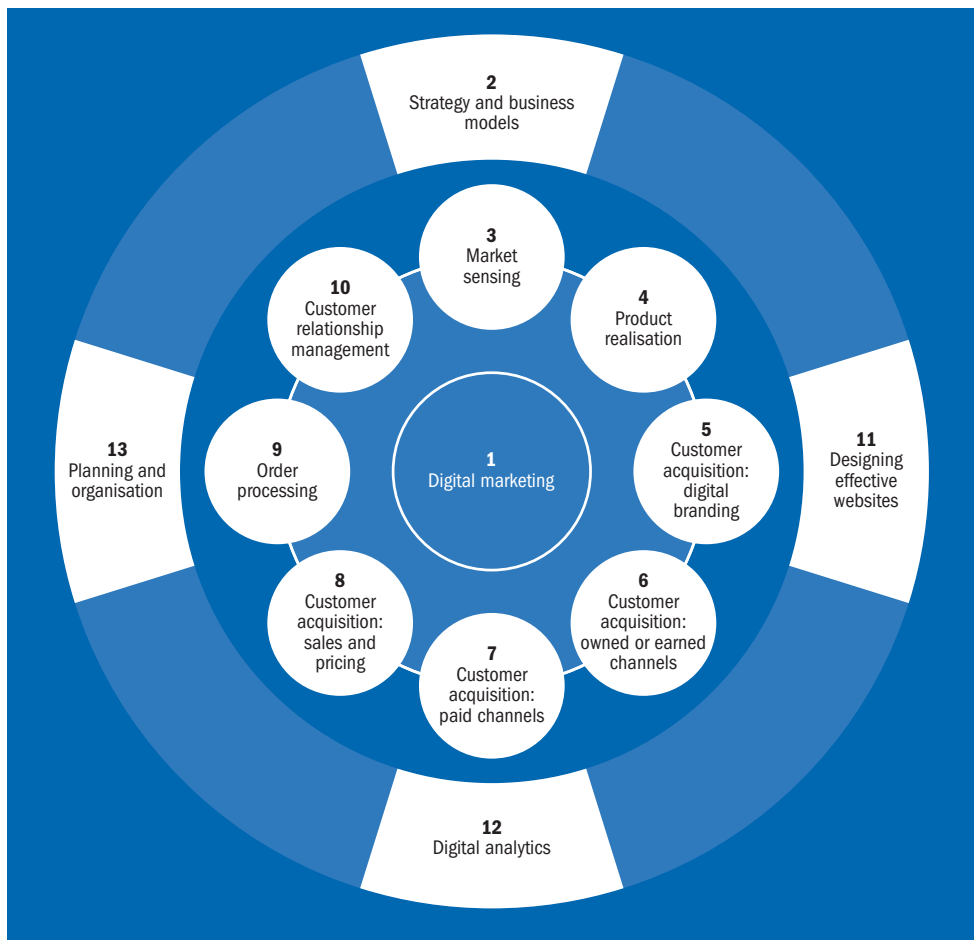 2
Strategy and business
models
3
Market
sensing
10
Customer
relationship
management
4
Product
realisation
13
Planning and
organisation
9
Order
processing
1
Digital marketing
5
Customer
acquisition:
digital
branding
11
Designing
effective
websites
8
Customer
acquisition:
sales and
pricing
6
Customer
acquisition:
owned or earned
channels
7
Customer
acquisition:
paid channels
12
Digital analytics